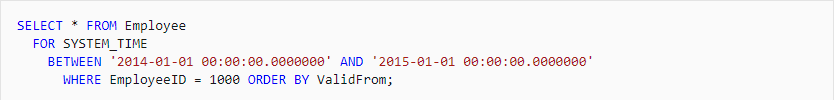 SELECT * FROM Employee
FOR SYSTEM_TIME
BETWEEN '2014-01-01 00:00:00.0000000' AND '2015-01-01 00:00:00.0000000'
WHERE EmployeeID = 1000 ORDER BY ValidFrom;